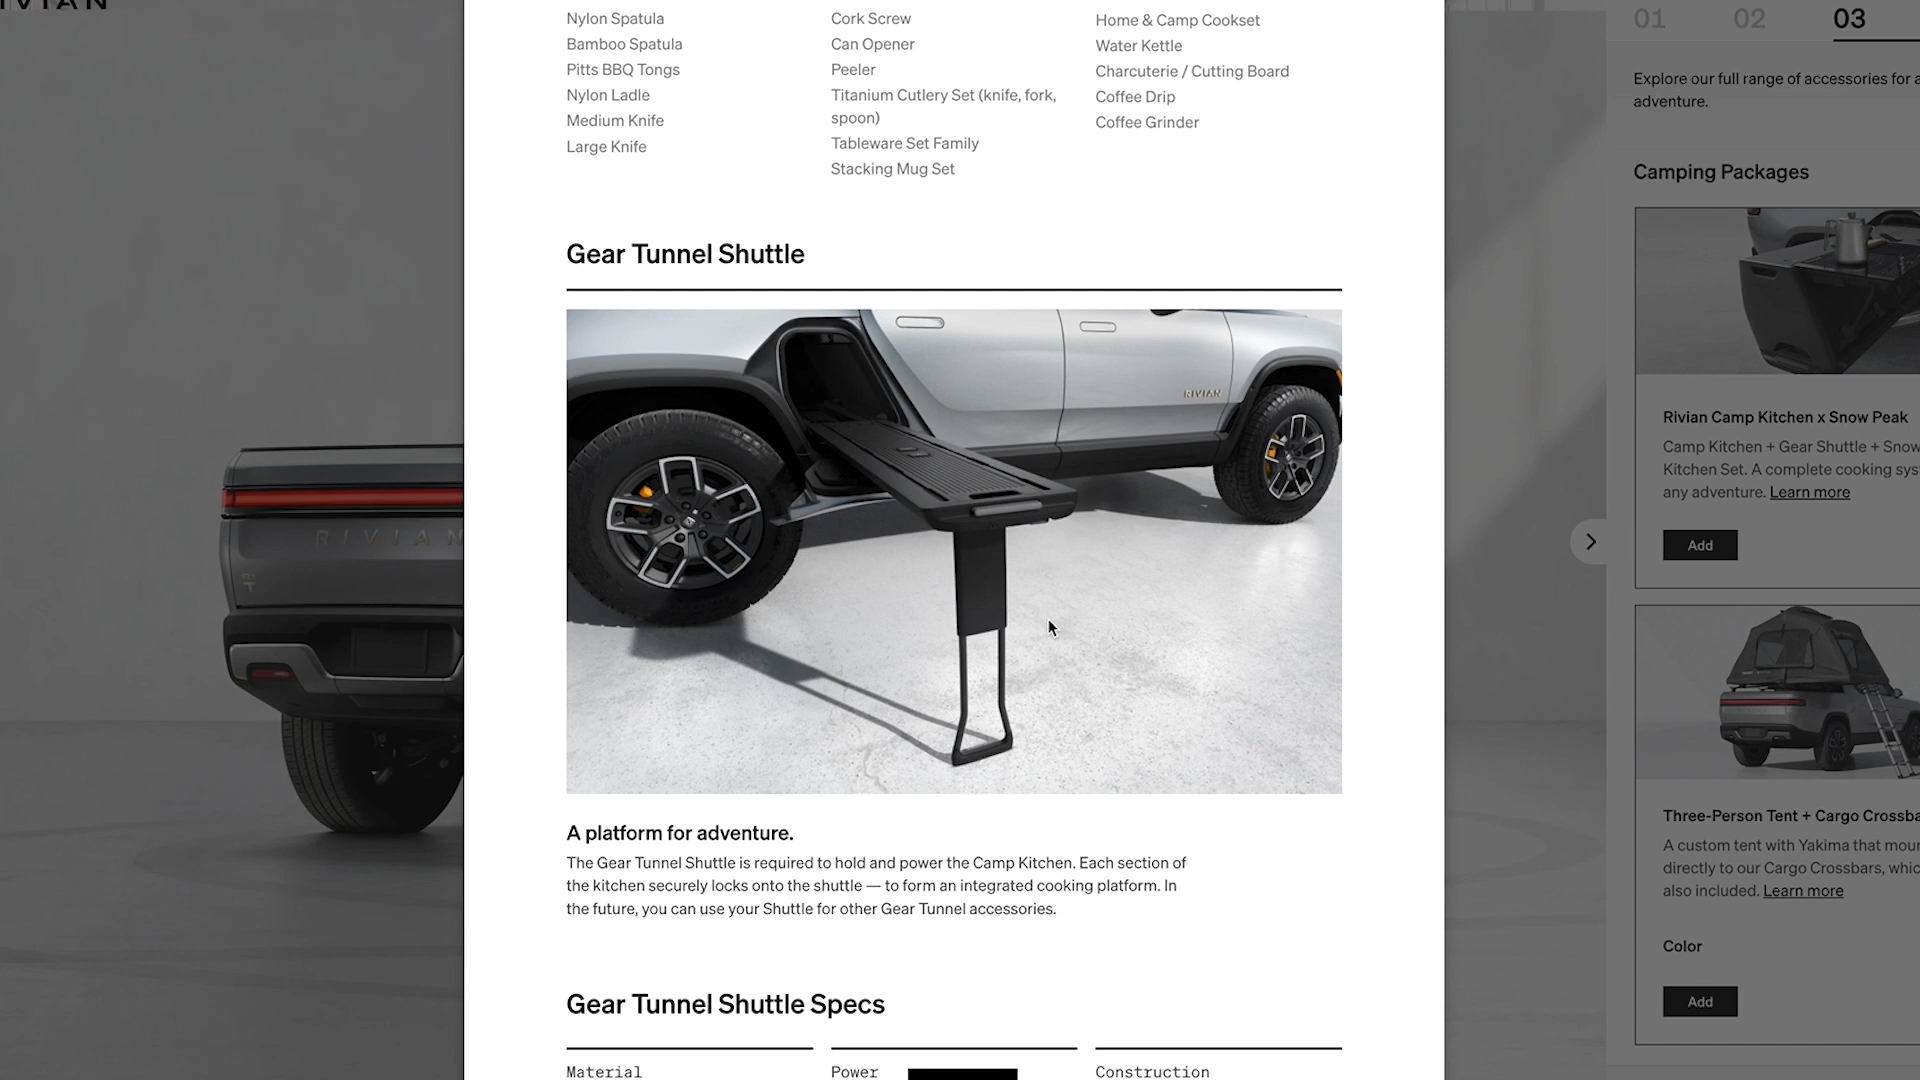 Nylon Spatula
Bamboo Spatula
Pitts BBQ Tongs
Nylon Ladle
Medium Knife
Large Knife
Cork Screw
Can Opener
Peeler
Titanium Cutlery Set (knife, fork,
spoon)
Tableware Set Family
Stacking Mug Set
Home & Camp Cookset
Water Kettle
Charcuterie / Cutting Board
Coffee Drip
Coffee Grinder
Gear Tunnel Shuttle
RIVIAN
A platform for adventure.
The Gear Tunnel Shuttle is required to hold and power the Camp Kitchen. Each section of
the kitchen securely locks onto the shuttle — to form an integrated cooking platform. In
the future, you can use your Shuttle for other Gear Tunnel accessories.
Gear Tunnel Shuttle Specs
Material
Power
Construction
RIVIAN
01 02 03
Explore our full range of accessories for
adventure.
Camping Packages
Rivian Camp Kitchen x Snow Peak
Camp Kitchen + Gear Shuttle + Snow
Kitchen Set. A complete cooking
any adventure. Learn more
Add
Three-Person Tent + Cargo
A custom tent with Yakima that
directly to our Cargo Crossbars,
also included. Learn more
Color
Add